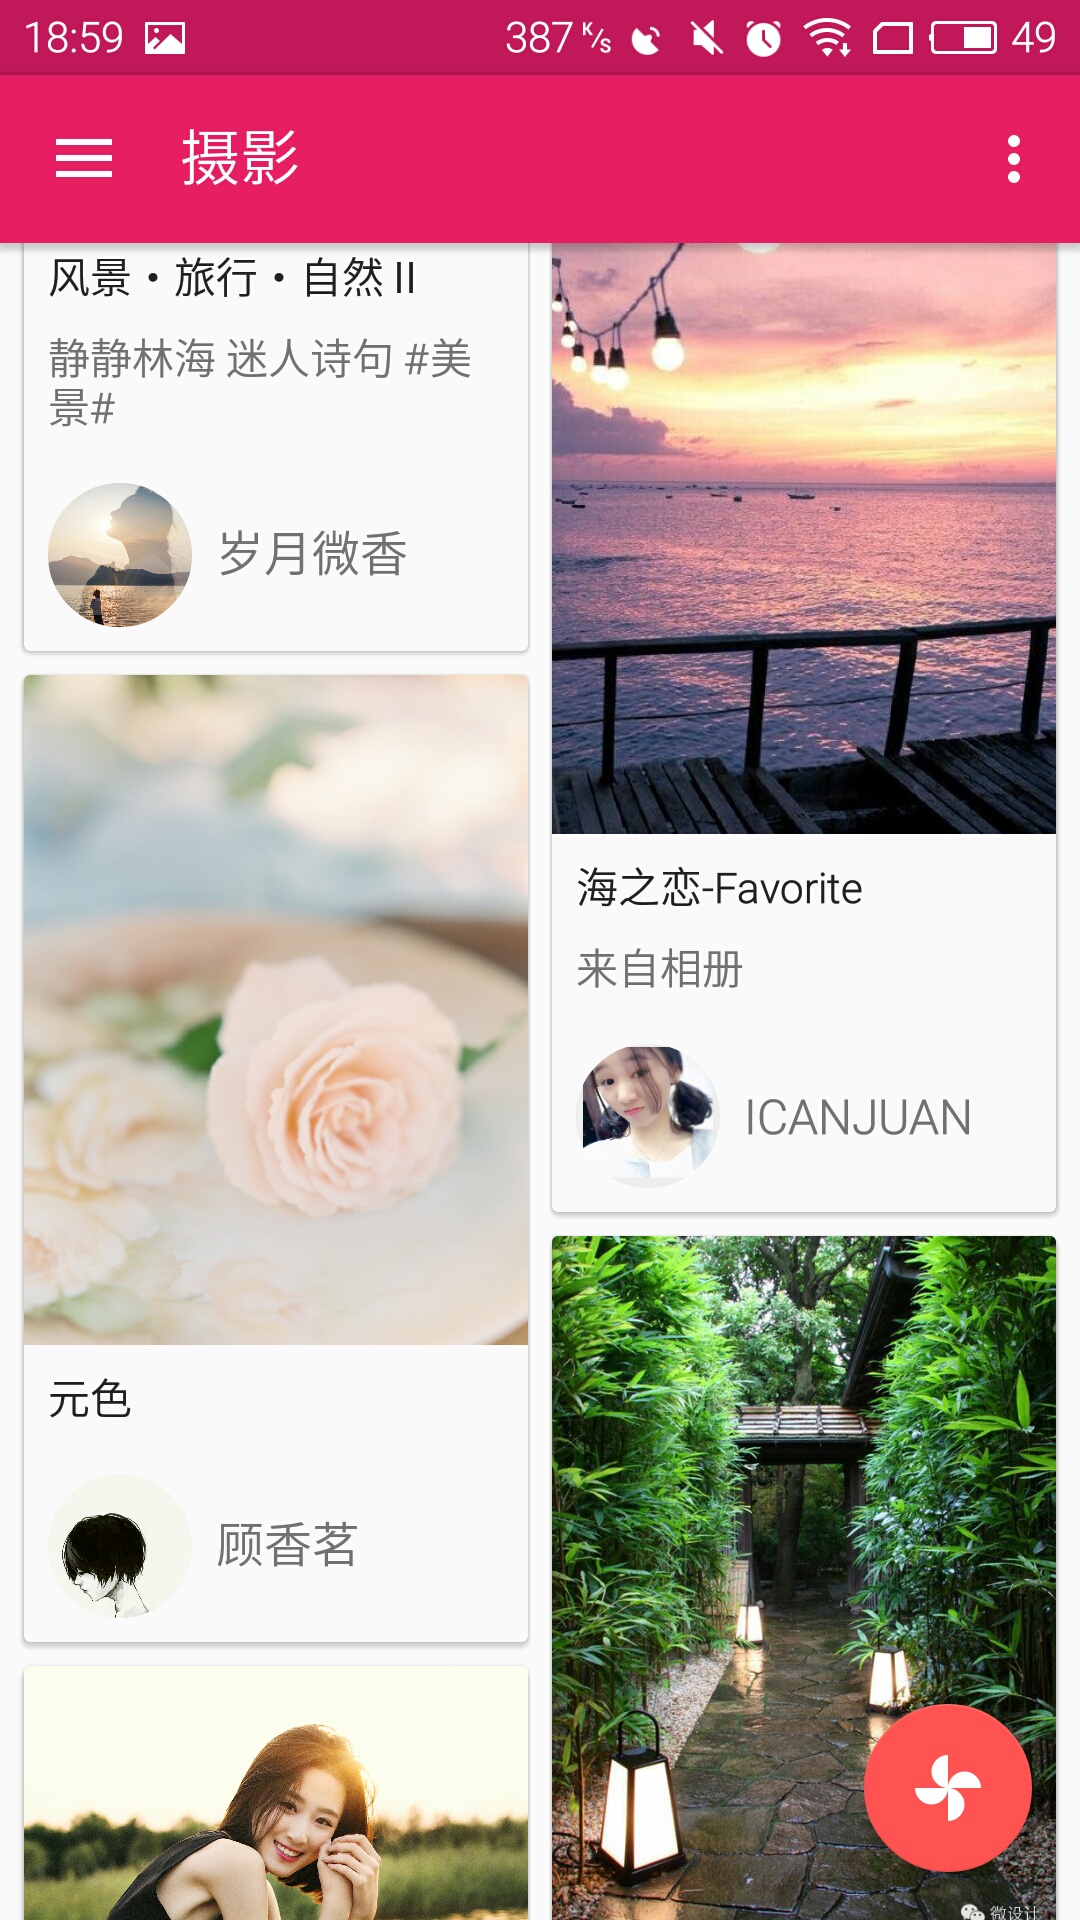 18:59
387 K/s
49
摄影
风景·旅行·自然 II
静静林海 迷人诗句 #美
景#
岁月微香
海之恋-Favorite
来自相册
ICANJUAN
元色
顾香茗
微设计